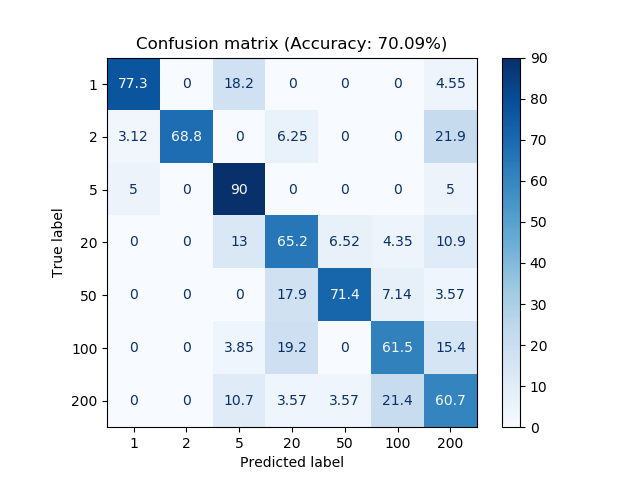 Confusion matrix (Accuracy: 70.09%)
True label
1 77.3 0 18.2 0 0 0 4.55
2 3.12 68.8 0 6.25 0 0 21.9
5 5 0 90 0 0 0 5
20 0 0 13 65.2 6.52 4.35 10.9
50 0 0 0 17.9 71.4 7.14 3.57
100 0 0 3.85 19.2 0 61.5 15.4
200 0 0 10.7 3.57 3.57 21.4 60.7
1 2 5 20 50 100 200
Predicted label
90
80
70
60
50
40
30
20
10
0